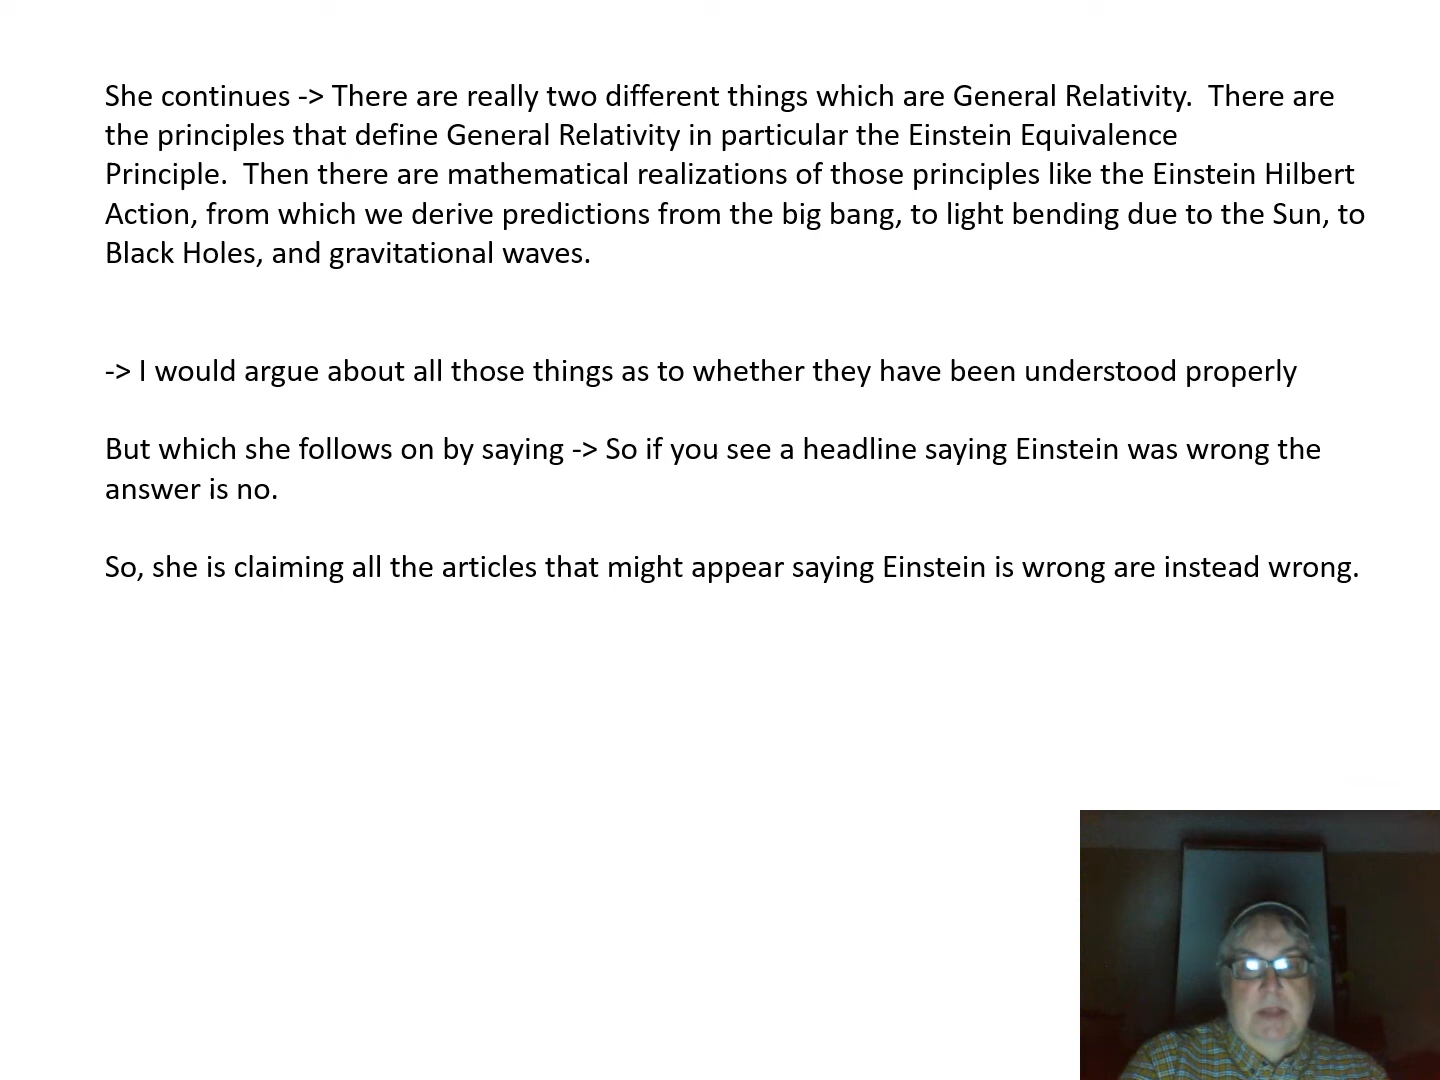 She continues -> There are really two different things which are General Relativity.  There are
the principles that define General Relativity in particular the Einstein Equivalence
Principle.  Then there are mathematical realizations of those principles like the Einstein Hilbert
Action, from which we derive predictions from the big bang, to light bending due to the Sun, to
Black Holes, and gravitational waves.
-> I would argue about all those things as to whether they have been understood properly
But which she follows on by saying -> So if you see a headline saying Einstein was wrong the
answer is no.
So, she is claiming all the articles that might appear saying Einstein is wrong are instead wrong.